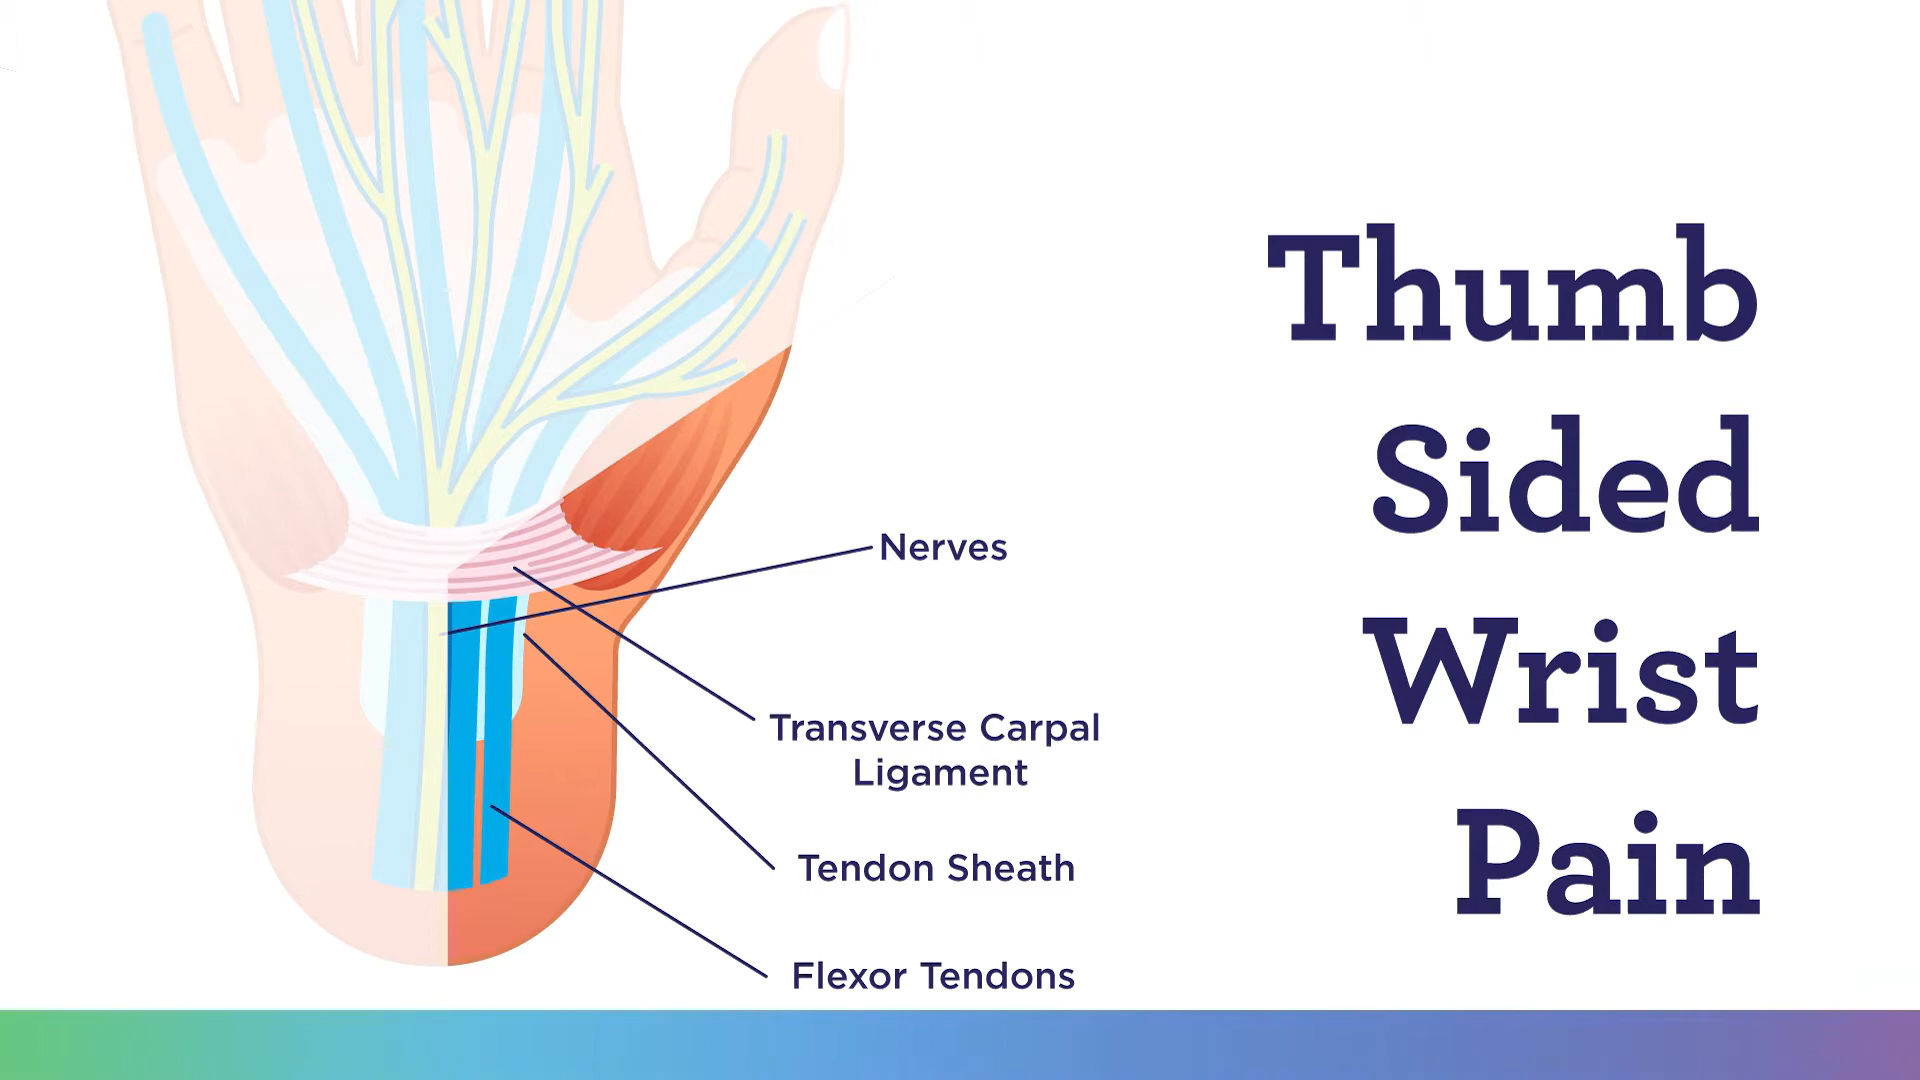 Thumb
Sided
Wrist
Pain
Nerves
Transverse Carpal
Ligament
Tendon Sheath
Flexor Tendons